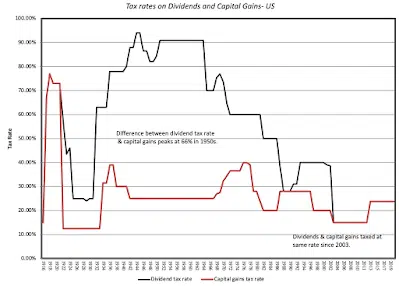 Tax rates on Dividends and Capital Gains- US
100.00%
90.00%
80.00%
70.00%
60.00%
50.00%
40.00%
30.00%
20.00%
10.00%
0.00%
Tax Rate
Difference between dividend tax rate
& capital gains peaks at 66% in 1950s.
Dividends & capital gains taxed at
same rate since 2003.
Dividend tax rate
Capital gains tax rate